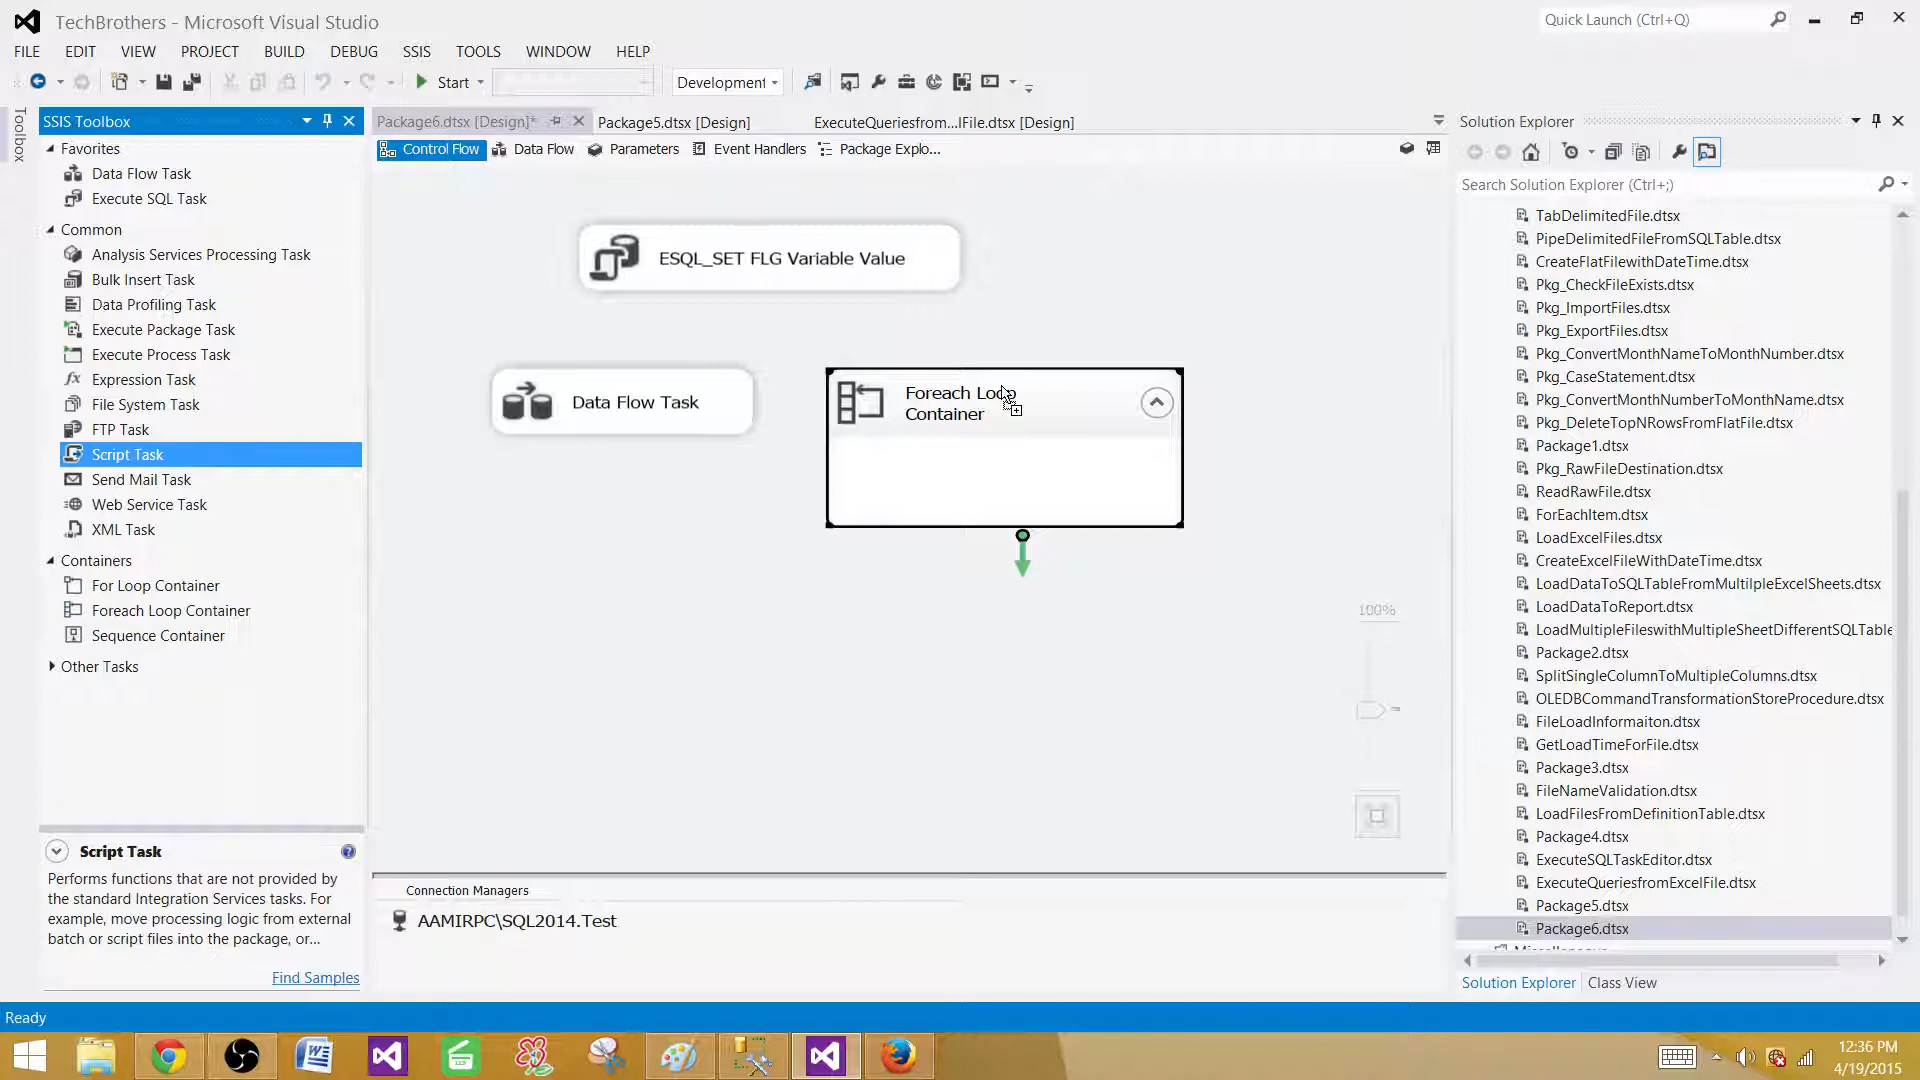 TechBrothers - Microsoft Visual Studio
Quick Launch (Ctrl+Q)
FILE EDIT VIEW PROJECT BUILD DEBUG SSIS TOOLS WINDOW HELP
Start
Development
Toolbox
SSIS Toolbox
Favorites
Data Flow Task
Execute SQL Task
Common
Analysis Services Processing Task
Bulk Insert Task
Data Profiling Task
Execute Package Task
Execute Process Task
Expression Task
File System Task
FTP Task
Script Task
Send Mail Task
Web Service Task
XML Task
Containers
For Loop Container
Foreach Loop Container
Sequence Container
Other Tasks
Script Task
Performs functions that are not provided by
the standard Integration Services tasks. For
example, move processing logic from external
batch or script files into the package, or...
Find Samples
Package6.dtsx [Design]*
Package5.dtsx [Design]
ExecuteQueriesfrom...lFile.dtsx [Design]
Control Flow
Data Flow
Parameters
Event Handlers
Package Explo...
ESQL_SET FLG Variable Value
Data Flow Task
Foreach Loop
Container
100%
Connection Managers
AAMIRPC\SQL2014.Test
Solution Explorer
Search Solution Explorer (Ctrl+;)
TabDelimitedFile.dtsx
PipeDelimitedFileFromSQLTable.dtsx
CreateFlatFilewithDateTime.dtsx
Pkg_CheckFileExists.dtsx
Pkg_ImportFiles.dtsx
Pkg_ExportFiles.dtsx
Pkg_ConvertMonthNameToMonthNumber.dtsx
Pkg_CaseStatement.dtsx
Pkg_ConvertMonthNumberToMonthName.dtsx
Pkg_DeleteTopNRowsFromFlatFile.dtsx
Package1.dtsx
Pkg_RawFileDestination.dtsx
ReadRawFile.dtsx
ForEachItem.dtsx
LoadExcelFiles.dtsx
CreateExcelFileWithDateTime.dtsx
LoadDataToSQLTableFromMultilpleExcelSheets.dtsx
LoadDataToReport.dtsx
LoadMultipleFileswithMultipleSheetDifferentSQLTable
Package2.dtsx
SplitSingleColumnToMultipleColumns.dtsx
OLEDBCommandTransformationStoreProcedure.dtsx
FileLoadInformaiton.dtsx
GetLoadTimeForFile.dtsx
Package3.dtsx
FileNameValidation.dtsx
LoadFilesFromDefinitionTable.dtsx
Package4.dtsx
ExecuteSQLTaskEditor.dtsx
ExecuteQueriesfromExcelFile.dtsx
Package5.dtsx
Package6.dtsx
Solution Explorer
Class View
Ready
12:36 PM
4/19/2015